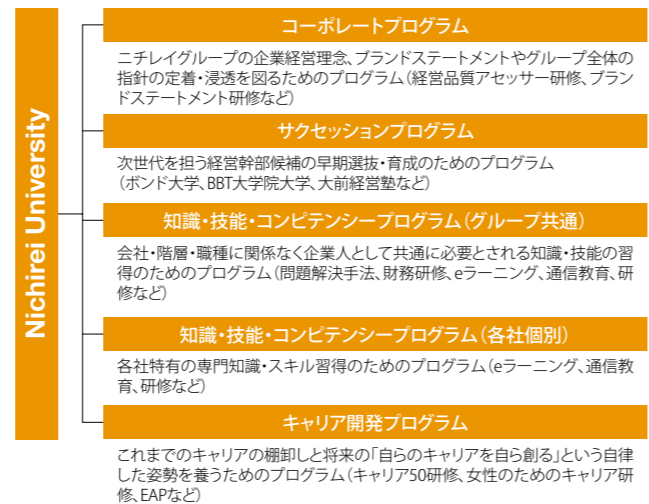 Nichirei University
コーポレートプログラム
ニチレイグループの企業経営理念、ブランドステートメントやグループ全体の
指針の定着・浸透を図るためのプログラム(経営品質アセッサー研修、ブラン
ドステートメント研修など)
サクセッションプログラム
次世代を担う経営幹部候補の早期選抜・育成のためのプログラム
(ボンド大学、BBT大学院大学、大前経営塾など)
知識・技能・コンピテンシープログラム(グループ共通)
会社・階層・職種に関係なく企業人として共通に必要とされる知識・技能の習
得のためのプログラム(問題解決手法、財務研修、eラーニング、通信教育、研
修など)
知識・技能・コンピテンシープログラム(各社個別)
各社特有の専門知識・スキル習得のためのプログラム(eラーニング、通信教
育、研修など)
キャリア開発プログラム
これまでのキャリアの棚卸しと将来の「自らのキャリアを自ら創る」という自律
した姿勢を養うためのプログラム(キャリア50研修、女性のためのキャリア研
修、EAPなど)